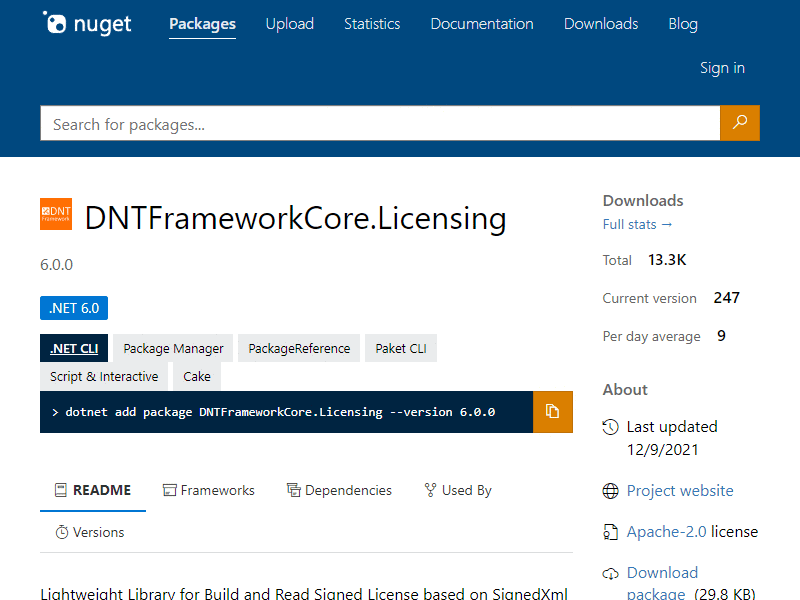 nuget
Packages
Upload
Statistics
Documentation
Downloads
Blog
Sign in
Search for packages...
DNT
Framework
DNTFrameworkCore.Licensing
6.0.0
.NET 6.0
.NET CLI
Package Manager
PackageReference
Paket CLI
Script & Interactive
Cake
> dotnet add package DNTFrameworkCore.Licensing --version 6.0.0
README
Frameworks
Dependencies
Used By
Versions
Lightweight Library for Build and Read Signed License based on SignedXml
Downloads
Full stats →
Total 13.3K
Current version 247
Per day average 9
About
Last updated
12/9/2021
Project website
Apache-2.0 license
Download
package (29.8 KB)